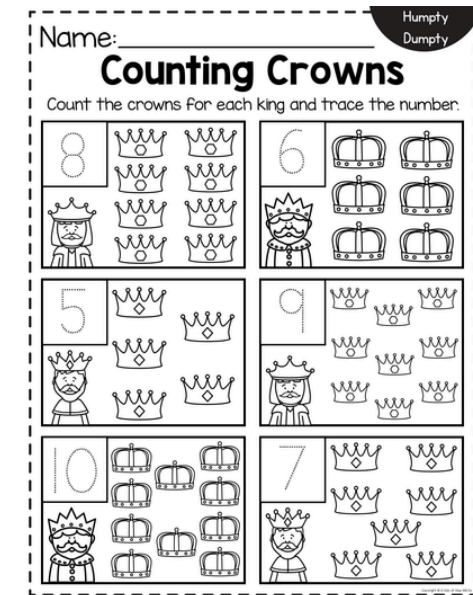 Humpty
Dumpty
Name:
Counting Crowns
Count the crowns for each king and trace the number.
8
6
5
9
10
7